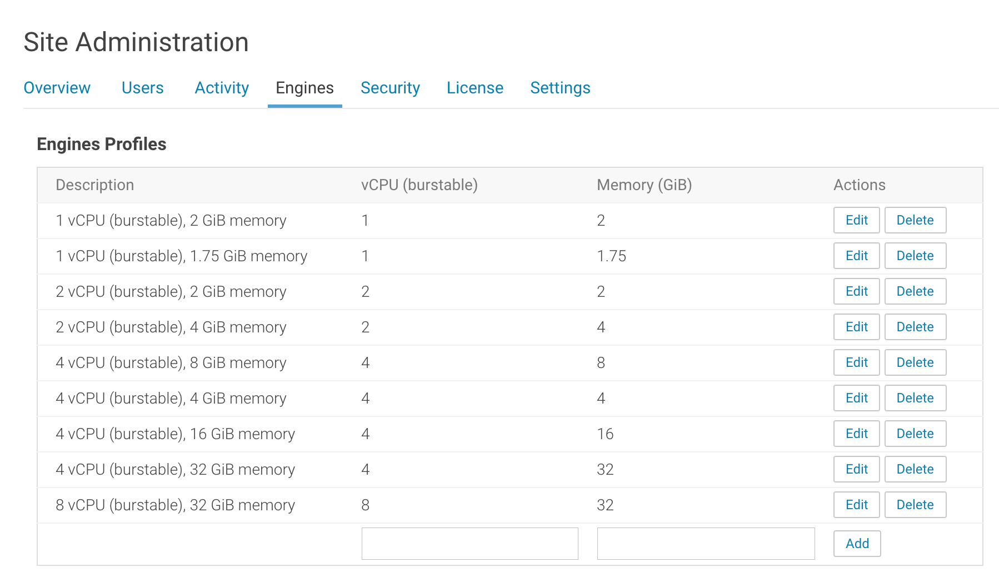 Site Administration
Overview Users Activity Engines Security License Settings
Engines Profiles
Description vCPU (burstable) Memory (GiB) Actions
1 vCPU (burstable), 2 GiB memory 1 2 Edit Delete
1 vCPU (burstable), 1.75 GiB memory 1 1.75 Edit Delete
2 vCPU (burstable), 2 GiB memory 2 2 Edit Delete
2 vCPU (burstable), 4 GiB memory 2 4 Edit Delete
4 vCPU (burstable), 8 GiB memory 4 8 Edit Delete
4 vCPU (burstable), 4 GiB memory 4 4 Edit Delete
4 vCPU (burstable), 16 GiB memory 4 16 Edit Delete
4 vCPU (burstable), 32 GiB memory 4 32 Edit Delete
8 vCPU (burstable), 32 GiB memory 8 32 Edit Delete
Add